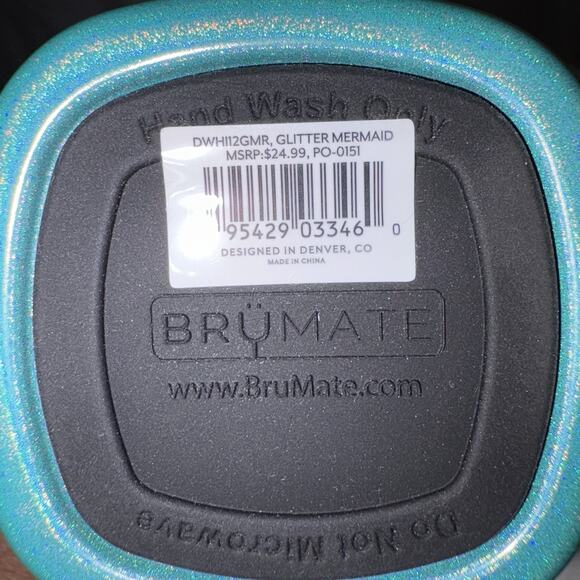 Hand Wash Only
DWHI12GMR, GLITTER MERMAID
MSRP:$24.99, PO-0151
95429 03346 0
DESIGNED IN DENVER, CO
MADE IN CHINA
BRÜMATE
www.BruMate.com
Do Not Microwave